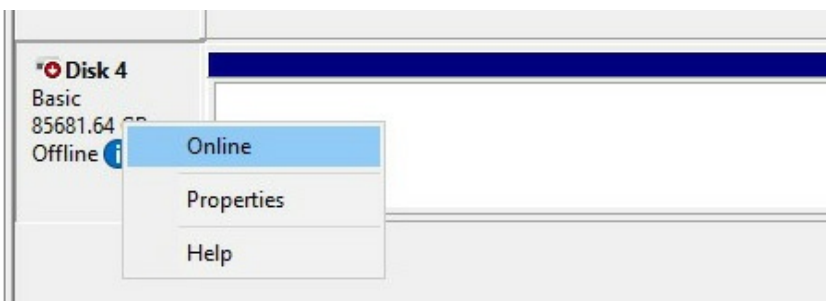 Disk 4
Basic
85681.64
Offline
Online
Properties
Help